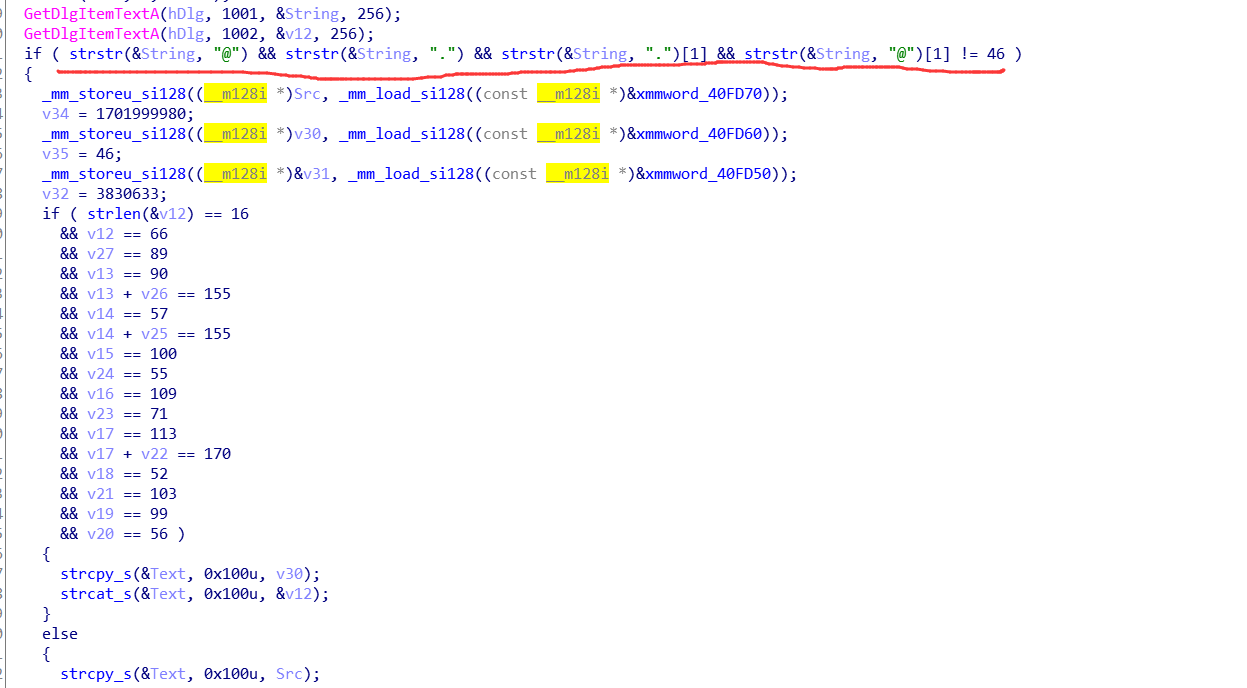 GetDlgItemTextA(hDlg, 1001, &String, 256);
GetDlgItemTextA(hDlg, 1002, &v12, 256);
if ( strstr(&String, "@") && strstr(&String, ".") && strstr(&String, ".")[1] && strstr(&String, "@")[1] != 46 )
{
_mm_storeu_si128((__m128i *)Src, _mm_load_si128((const __m128i *)&xmmword_40FD70));
v34 = 1701999980;
_mm_storeu_si128((__m128i *)v30, _mm_load_si128((const __m128i *)&xmmword_40FD60));
v35 = 46;
_mm_storeu_si128((__m128i *)&v31, _mm_load_si128((const __m128i *)&xmmword_40FD50));
v32 = 3830633;
if ( strlen(&v12) == 16
&& v12 == 66
&& v27 == 89
&& v13 == 90
&& v13 + v26 == 155
&& v14 == 57
&& v14 + v25 == 155
&& v15 == 100
&& v24 == 55
&& v16 == 109
&& v23 == 71
&& v17 == 113
&& v17 + v22 == 170
&& v18 == 52
&& v21 == 103
&& v19 == 99
&& v20 == 56 )
{
strcpy_s(&Text, 0x100u, v30);
strcat_s(&Text, 0x100u, &v12);
}
else
{
strcpy_s(&Text, 0x100u, Src);